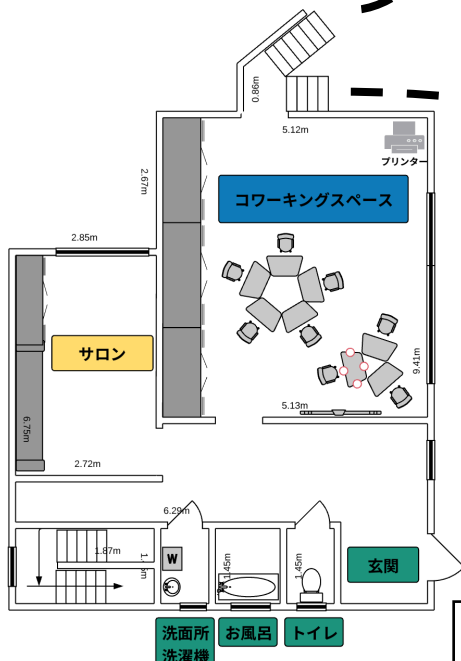 0.86m
5.12m
プリンター
2.67m
コワーキングスペース
2.85m
サロン
9.41m
5.13m
6.75m
2.72m
6.29m
1.87m
W
1.45m
1.45m
玄関
洗面所
洗濯機
お風呂
トイレ